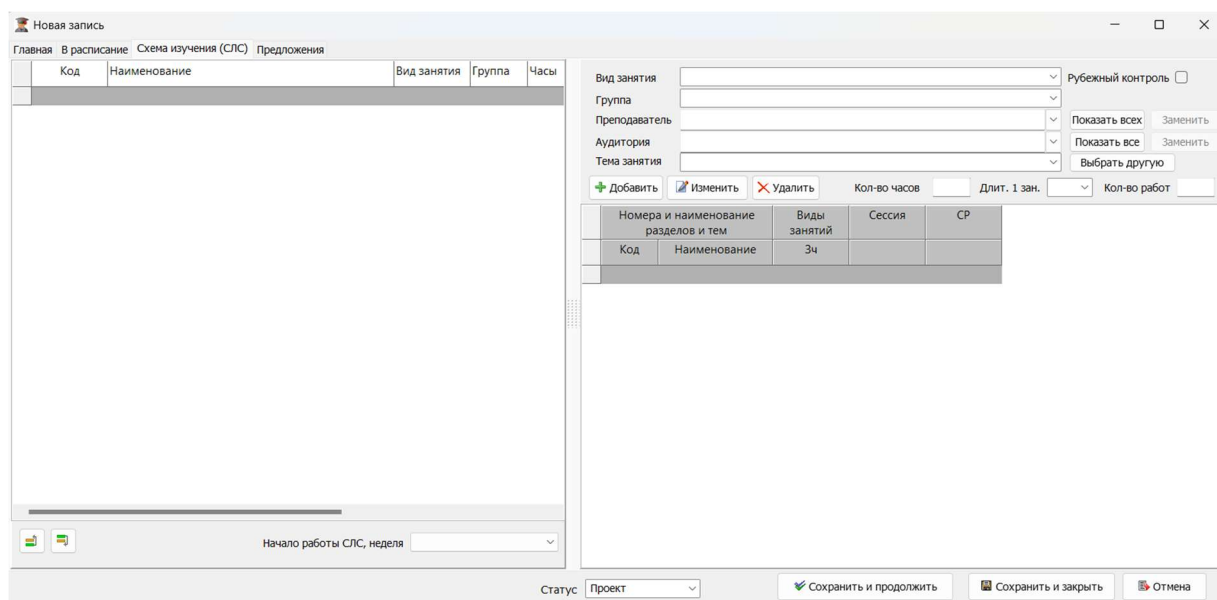 Новая запись
Главная В расписание Схема изучения (СЛС) Предложения
Код Наименование Вид занятия Группа Часы
Вид занятия Рубежный контроль
Группа
Преподаватель Показать всех Заменить
Аудитория Показать все Заменить
Тема занятия Выбрать другую
Добавить Изменить Удалить Кол-во часов Длит. 1 зан. Кол-во работ
Номера и наименование разделов и тем Виды занятий Сессия СР
Код Наименование 3ч
Начало работы СЛС, неделя
Статус Проект Сохранить и продолжить Сохранить и закрыть Отмена